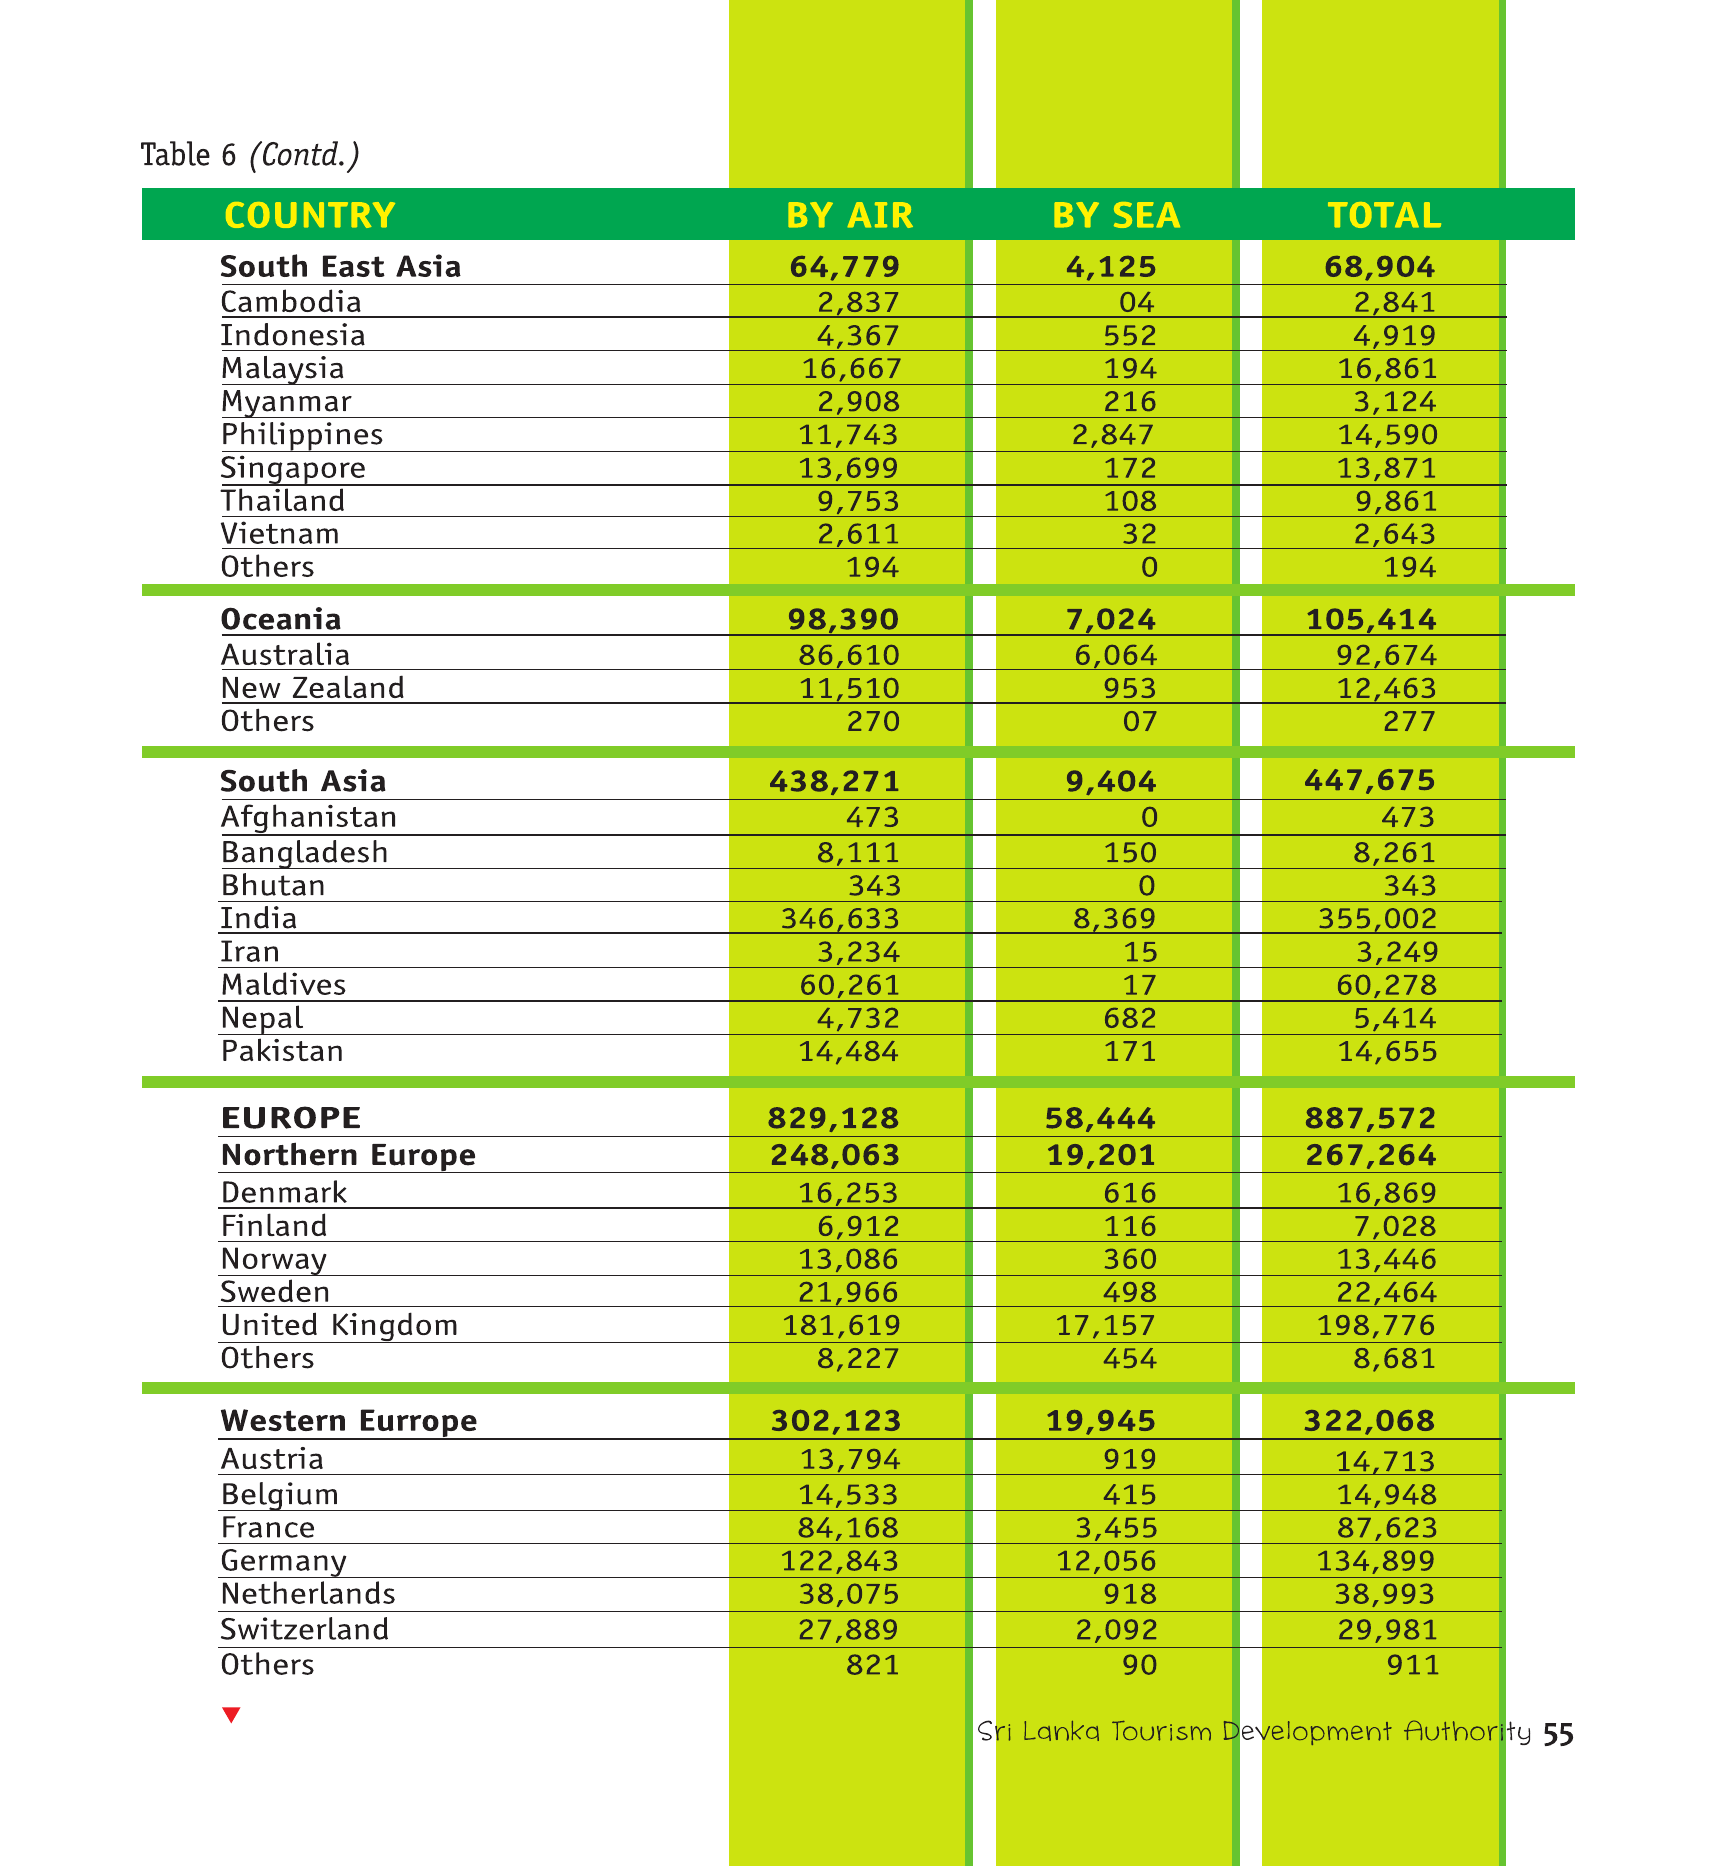 Table 6 (Contd.)
COUNTRY BY AIR BY SEA TOTAL
South East Asia 64,779 4,125 68,904
Cambodia 2,837 04 2,841
Indonesia 4,367 552 4,919
Malaysia 16,667 194 16,861
Myanmar 2,908 216 3,124
Philippines 11,743 2,847 14,590
Singapore 13,699 172 13,871
Thailand 9,753 108 9,861
Vietnam 2,611 32 2,643
Others 194 0 194
Oceania 98,390 7,024 105,414
Australia 86,610 6,064 92,674
New Zealand 11,510 953 12,463
Others 270 07 277
South Asia 438,271 9,404 447,675
Afghanistan 473 0 473
Bangladesh 8,111 150 8,261
Bhutan 343 0 343
India 346,633 8,369 355,002
Iran 3,234 15 3,249
Maldives 60,261 17 60,278
Nepal 4,732 682 5,414
Pakistan 14,484 171 14,655
EUROPE 829,128 58,444 887,572
Northern Europe 248,063 19,201 267,264
Denmark 16,253 616 16,869
Finland 6,912 116 7,028
Norway 13,086 360 13,446
Sweden 21,966 498 22,464
United Kingdom 181,619 17,157 198,776
Others 8,227 454 8,681
Western Eurrope 302,123 19,945 322,068
Austria 13,794 919 14,713
Belgium 14,533 415 14,948
France 84,168 3,455 87,623
Germany 122,843 12,056 134,899
Netherlands 38,075 918 38,993
Switzerland 27,889 2,092 29,981
Others 821 90 911
Sri Lanka Tourism Development Authority 55